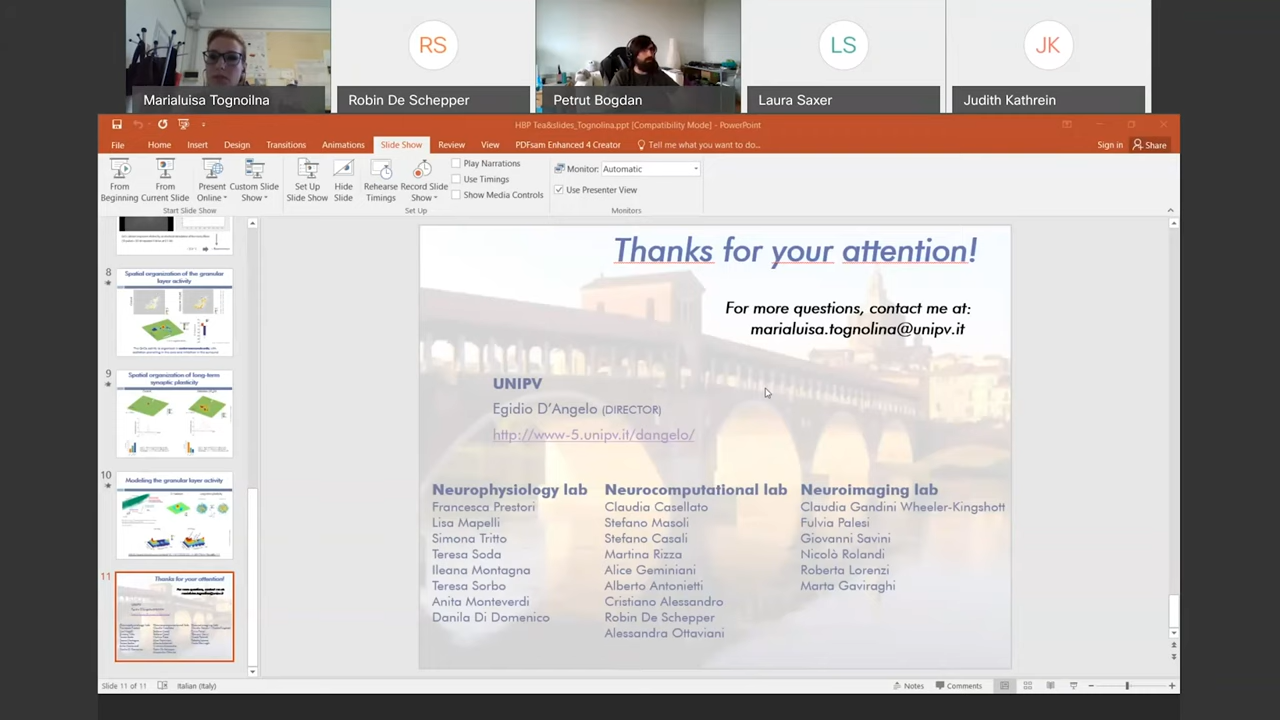 RS
LS
JK
Marialuisa Tognoilna
Robin De Schepper
Petrut Bogdan
Laura Saxer
Judith Kathrein
HBP Tea&slides_Tognolina.ppt [Compatibility Mode] - PowerPoint
File
Home
Insert
Design
Transitions
Animations
Slide Show
Review
View
PDFsam Enhanced 4 Creator
Tell me what you want to do...
Sign in
Share
From Beginning
From Current Slide
Present Online
Custom Slide Show
Set Up Slide Show
Hide Slide
Rehearse Timings
Record Slide Show
Play Narrations
Use Timings
Show Media Controls
Monitor: Automatic
Use Presenter View
Start Slide Show
Set Up
Monitors
8
Spatial organization of the granular
layer activity
9
Spatial organization of long-term
synaptic plasticity
10
Modeling the granular layer activity
11
Thanks for your attention!
Thanks for your attention!
For more questions, contact me at:
marialuisa.tognolina@unipv.it
UNIPV
Egidio D'Angelo (DIRECTOR)
http://www-5.unipv.it/dangelo/
Neurophysiology lab
Francesca Prestori
Lisa Mapelli
Simona Tritto
Teresa Soda
Ileana Montagna
Teresa Sorbo
Anita Monteverdi
Danila Di Domenico
Neurocomputational lab
Claudia Casellato
Stefano Masoli
Stefano Casali
Martina Rizza
Alice Geminiani
Alberto Antonietti
Cristiano Alessandro
Robin De Schepper
Alessandra Ottaviani
Neuroimaging lab
Claudia Gandini Wheeler-Kingshott
Fulvia Palesi
Giovanni Savini
Nicolo Rolandi
Roberta Lorenzi
Marta Gaviraghi
Slide 11 of 11
Italian (Italy)
Notes
Comments